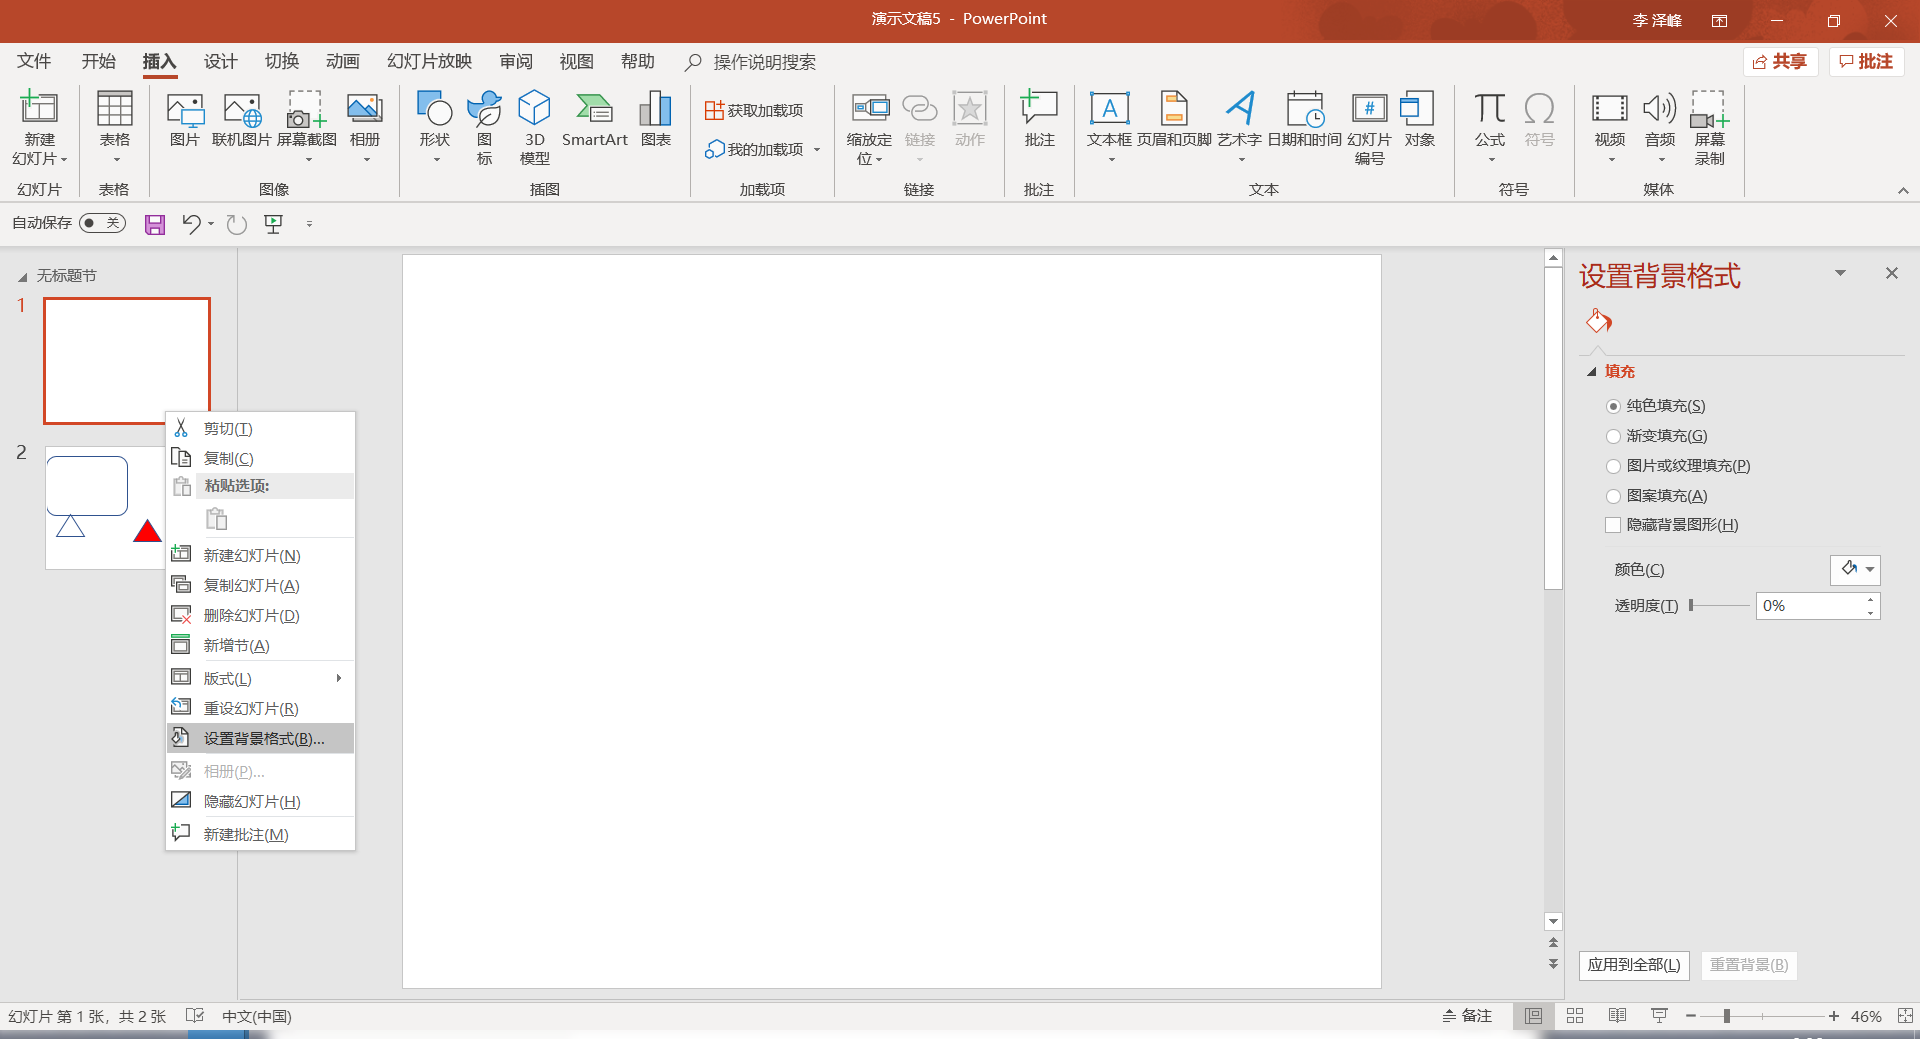 演示文稿5 - PowerPoint
李 泽峰
文件 开始 插入 设计 切换 动画 幻灯片放映 审阅 视图 帮助 操作说明搜索
共享 批注
新建
幻灯片
幻灯片
表格
表格
图片 联机图片 屏幕截图 相册
图像
形状
图
标
3D
模型
SmartArt 图表
插图
获取加载项
我的加载项
加载项
缩放定
位
链接 动作
链接
批注
批注
文本框 页眉和页脚 艺术字 日期和时间
幻灯片
编号
对象
文本
公式 符号
符号
视频 音频
屏幕
录制
媒体
自动保存 关
无标题节
1
2
剪切(T)
复制(C)
粘贴选项:
新建幻灯片(N)
复制幻灯片(A)
删除幻灯片(D)
新增节(A)
版式(L)
重设幻灯片(R)
设置背景格式(B)...
相册(P)...
隐藏幻灯片(H)
新建批注(M)
设置背景格式
填充
纯色填充(S)
渐变填充(G)
图片或纹理填充(P)
图案填充(A)
隐藏背景图形(H)
颜色(C)
透明度(T) 0%
应用到全部(L) 重置背景(B)
幻灯片 第 1 张，共 2 张 中文(中国)
备注
46%